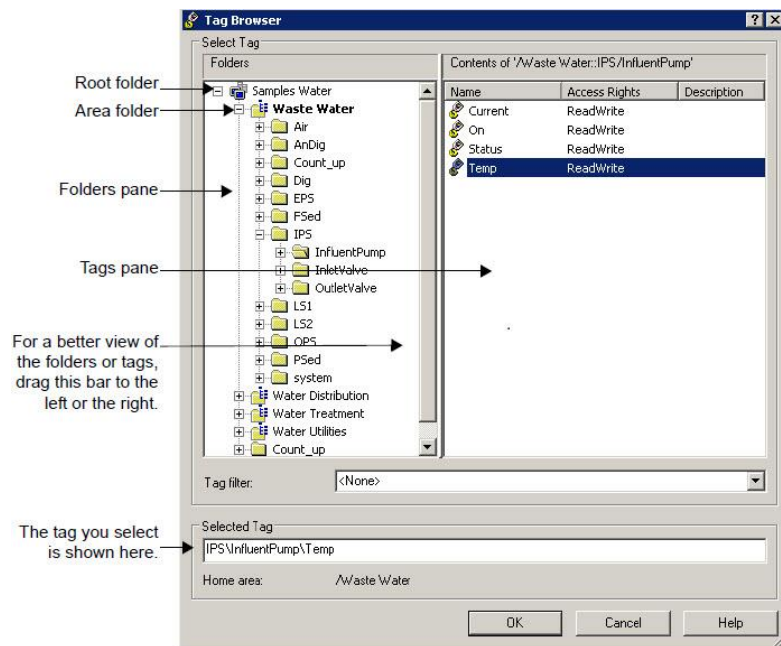 Tag Browser
Select Tag
Folders
Contents of '/Waste Water::IPS/InfluentPump'
Root folder
Samples Water
Name
Access Rights
Description
Area folder
Waste Water
Current
ReadWrite
Air
On
ReadWrite
AnDig
Status
ReadWrite
Count_up
Temp
ReadWrite
Dig
Folders pane
EPS
FSed
IPS
InfluentPump
Tags pane
InletValve
OutletValve
LS1
LS2
For a better view of
the folders or tags,
drag this bar to the
left or the right.
OPS
PSed
system
Water Distribution
Water Treatment
Water Utilities
Count_up
Tag filter:
<None>
Selected Tag
The tag you select
is shown here.
IPS\InfluentPump\Temp
Home area:
/Waste Water
OK
Cancel
Help